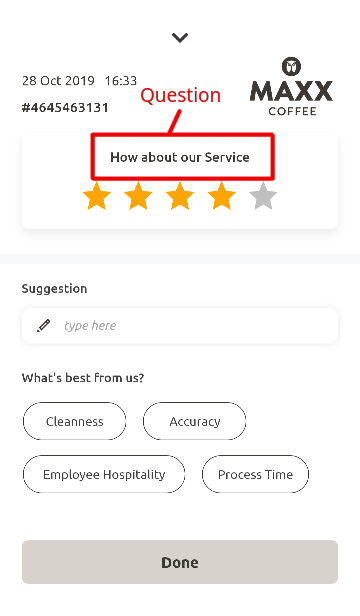 28 Oct 2019 16:33
#4645463131
Question
MAXX
COFFEE
How about our Service
Suggestion
type here
What's best from us?
Cleanness
Accuracy
Employee Hospitality
Process Time
Done